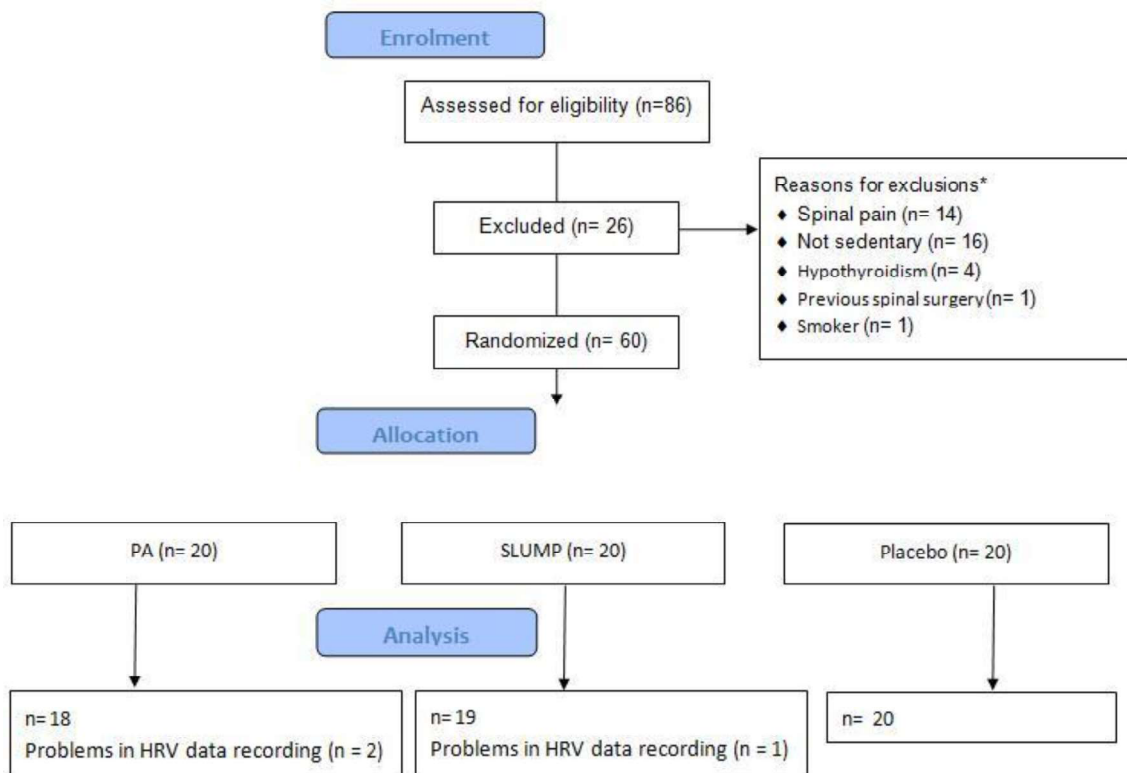 Enrolment
Assessed for eligibility (n=86)
Reasons for exclusions*
♦ Spinal pain (n= 14)
♦ Not sedentary (n= 16)
♦ Hypothyroidism (n= 4)
♦ Previous spinal surgery (n= 1)
♦ Smoker (n= 1)
Excluded (n= 26)
Randomized (n= 60)
Allocation
PA (n= 20)
SLUMP (n= 20)
Placebo (n= 20)
Analysis
n= 18
Problems in HRV data recording (n = 2)
n= 19
Problems in HRV data recording (n = 1)
n= 20